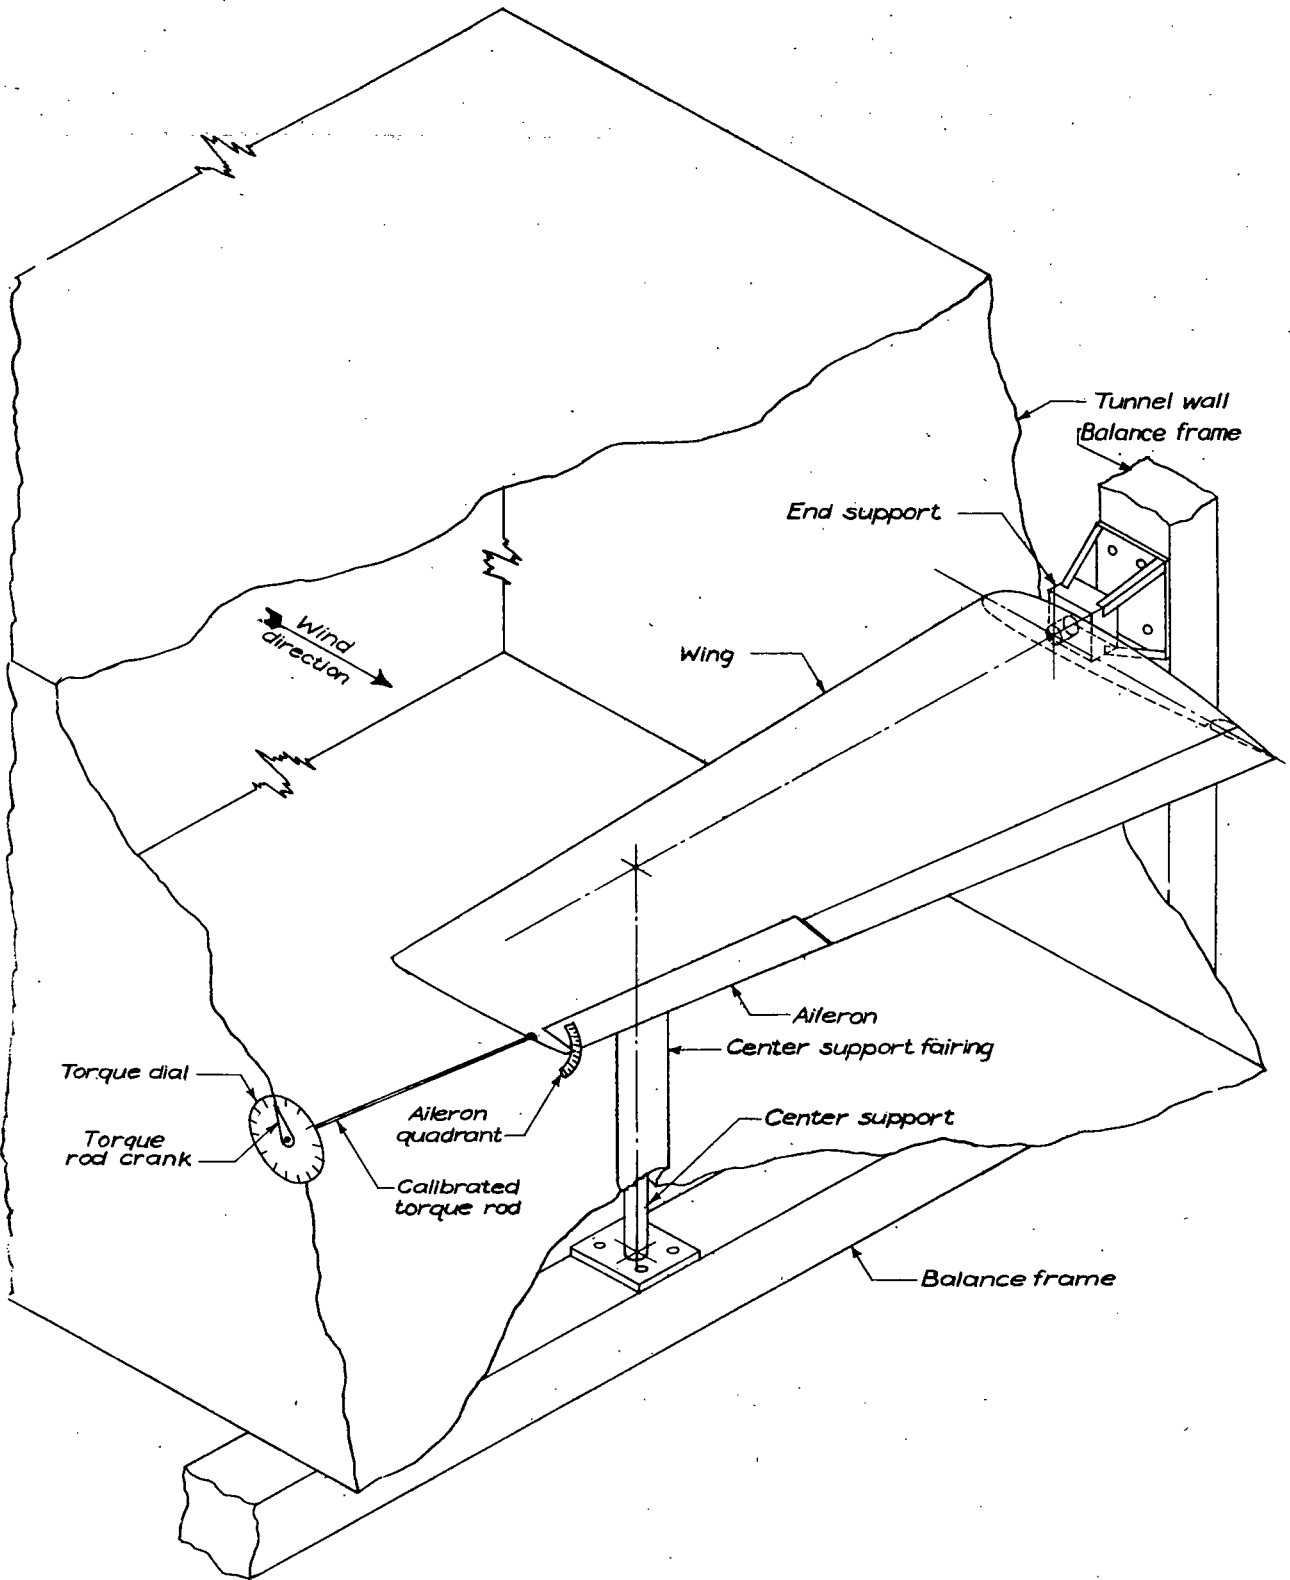 Tunnel wall
Balance frame
End support
Wind
direction
Wing
Aileron
Center support fairing
Torque dial
Aileron
quadrant
Center support
Torque
rod crank
Calibrated
torque rod
Balance frame